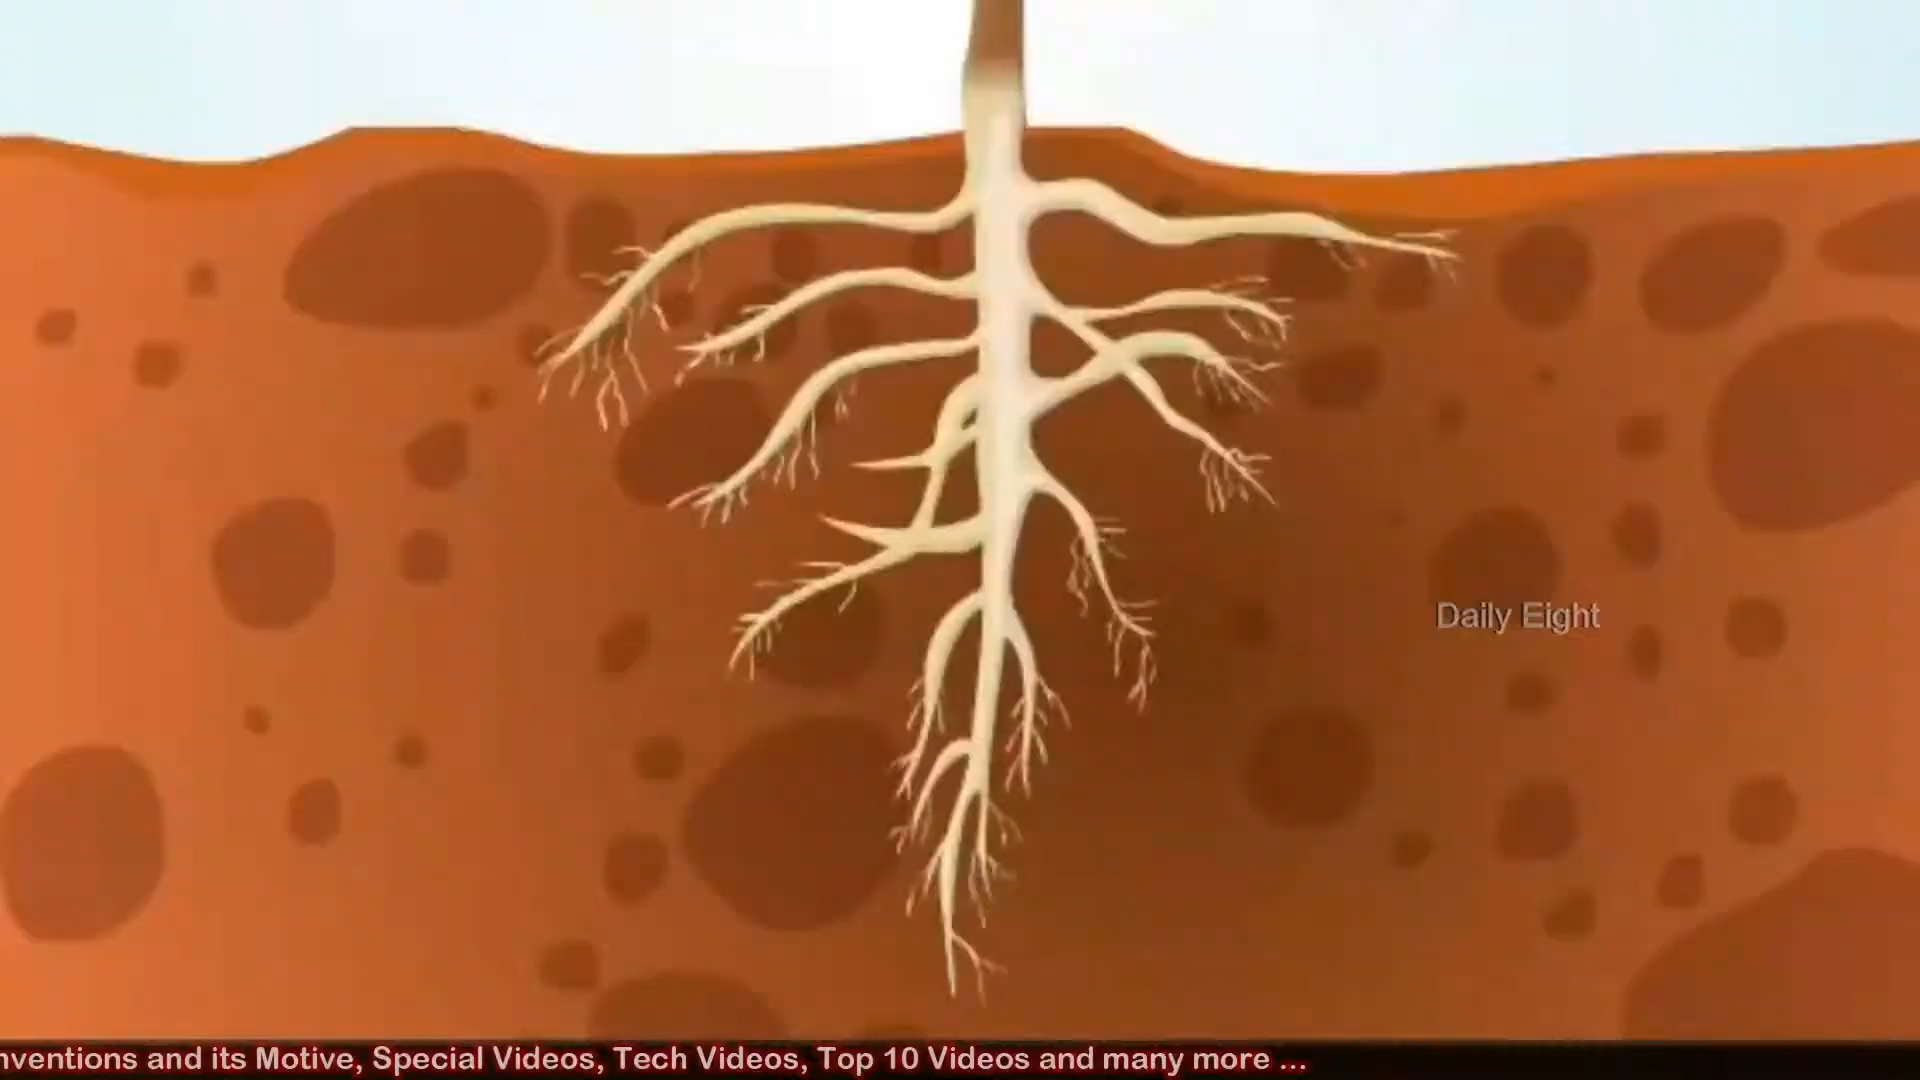 Daily Eight
nventions and its Motive, Special Videos, Tech Videos, Top 10 Videos and many more ...